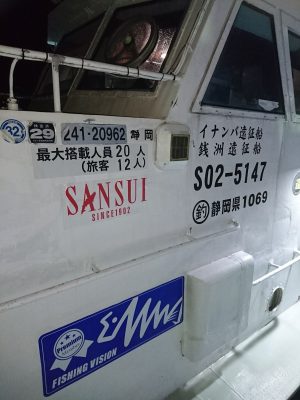 32
29
241-20962 静岡
最大搭載人員20人
(旅客 12人)
SANSUI
SINCE1902
イナンバ遠征船
銭洲遠征船
S02-5147
釣 静岡県1069
Premium
FISHING VISION